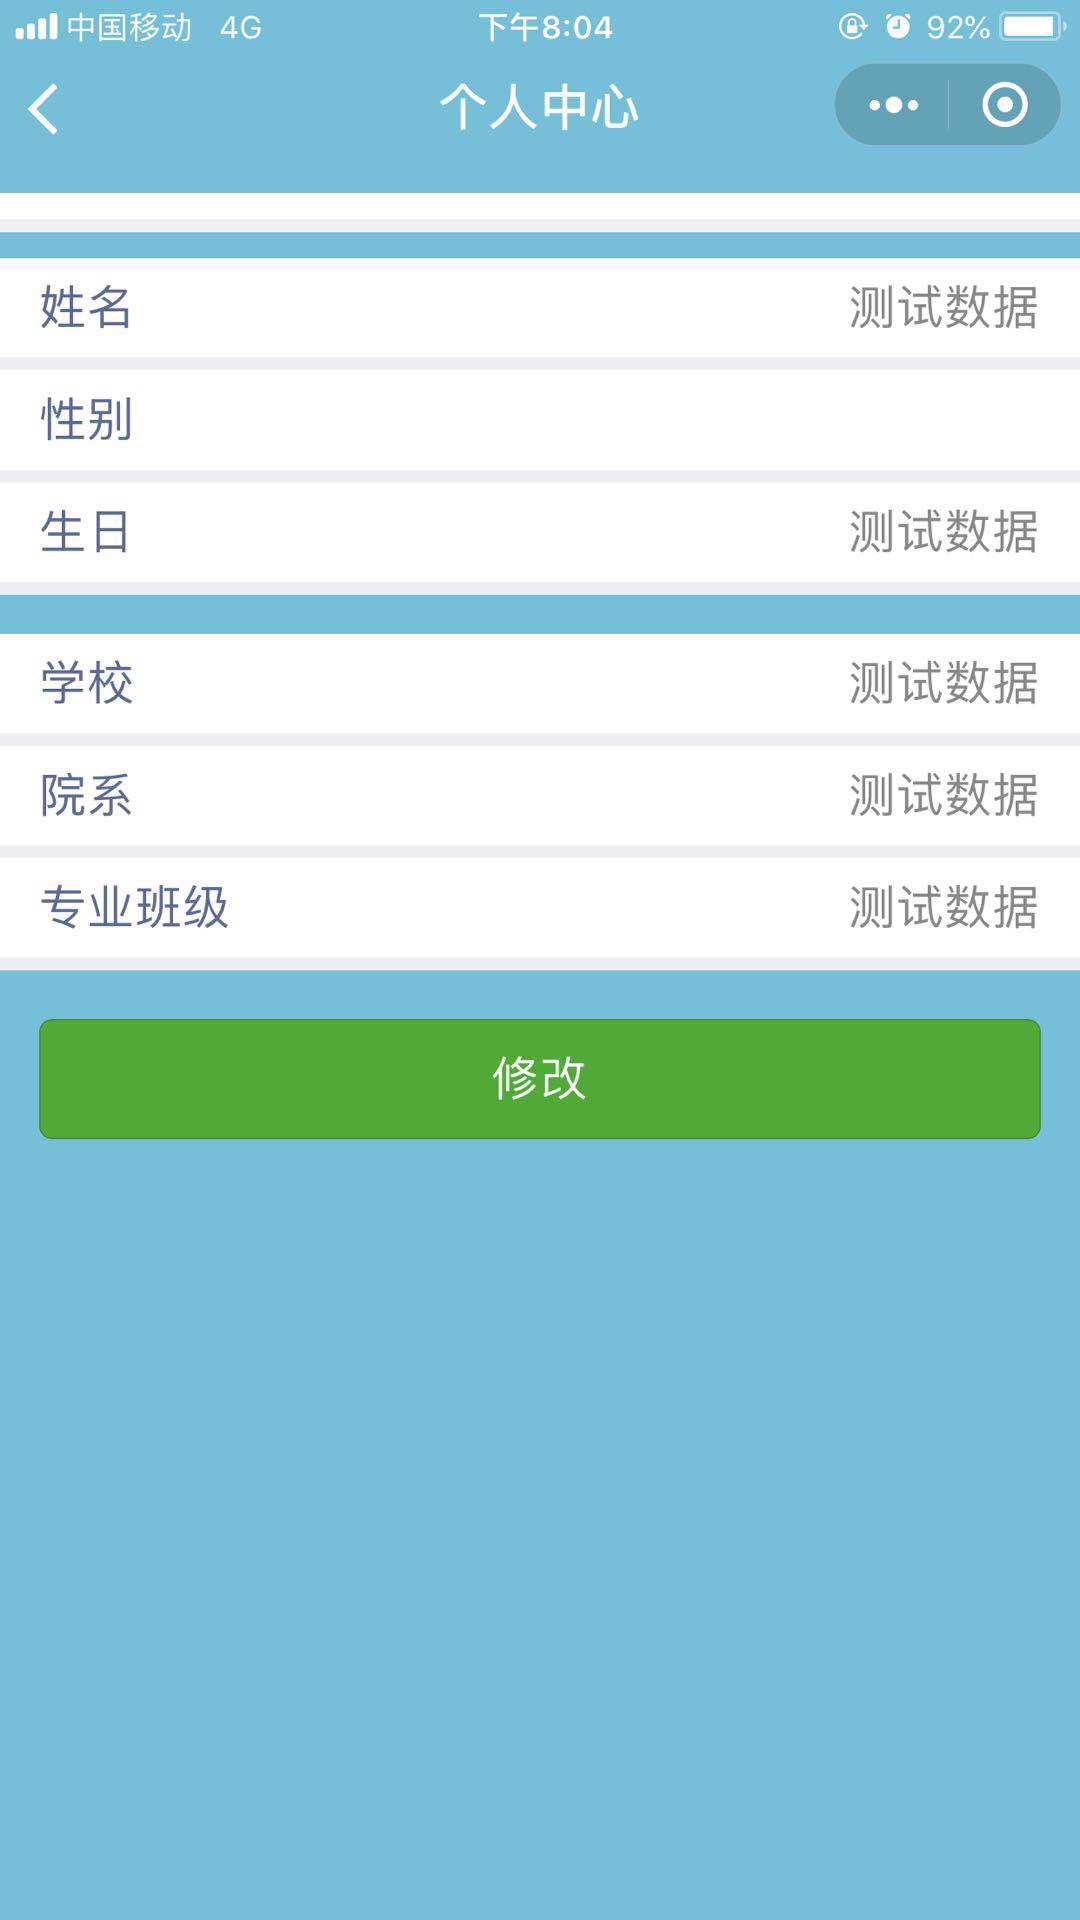 中国移动 4G 下午8:04 92%
个人中心
姓名 测试数据
性别
生日 测试数据
学校 测试数据
院系 测试数据
专业班级 测试数据
修改